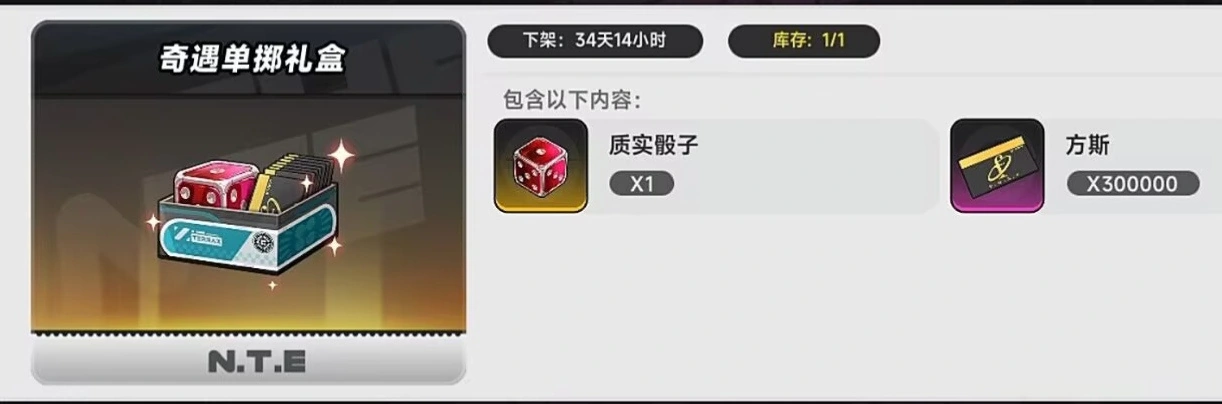 奇遇单掷礼盒
下架：34天14小时
库存：1/1
包含以下内容：
质实骰子
X1
方斯
X300000
N.T.E